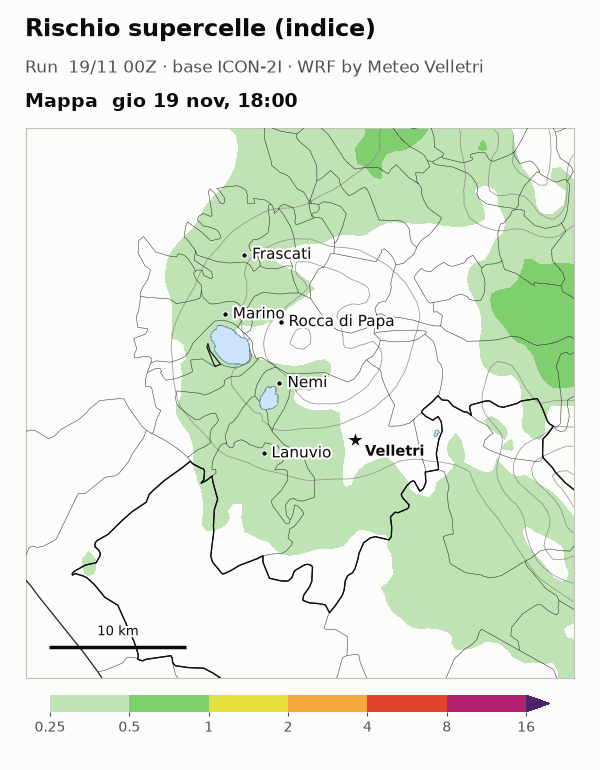 Rischio supercelle (indice)
Run  19/11 00Z · base ICON-2I · WRF by Meteo Velletri
Mappa  gio 19 nov, 18:00
Frascati
Marino
Rocca di Papa
Nemi
Velletri
Lanuvio
10 km
0.25 0.5 1 2 4 8 16